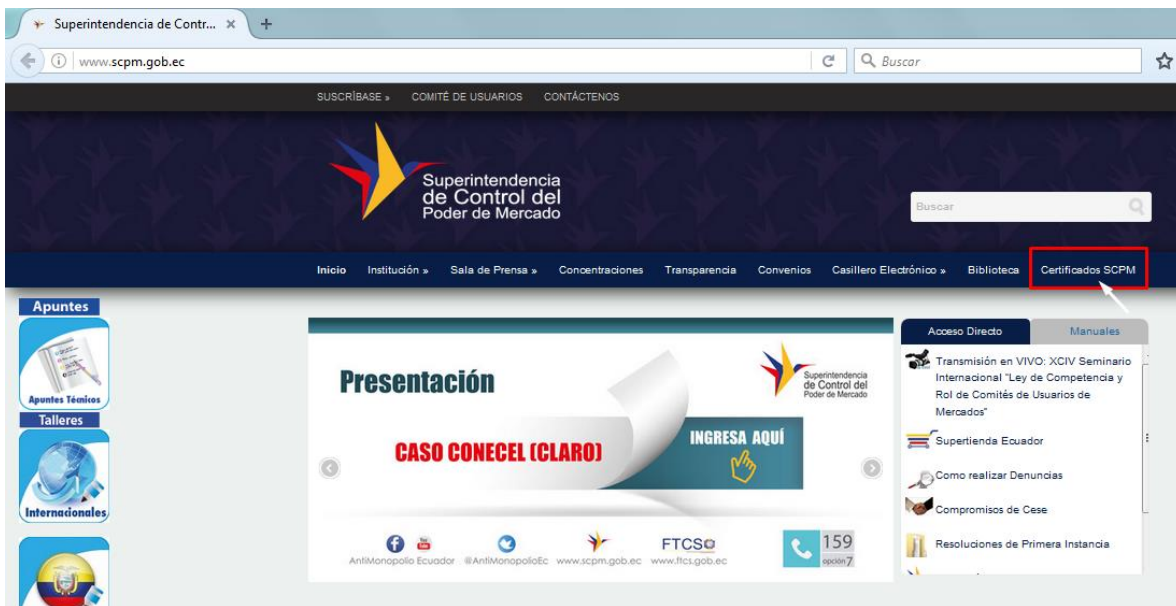 Superintendencia de Contr...
www.scpm.gob.ec
Buscar
SUSCRÍBASE » COMITÉ DE USUARIOS CONTÁCTENOS
Superintendencia
de Control del
Poder de Mercado
Buscar
Inicio Institución » Sala de Prensa » Concentraciones Transparencia Convenios Casillero Electrónico » Biblioteca Certificados SCPM
Apuntes
Apuntes Técnicos
Talleres
Internacionales
Presentación
Superintendencia
de Control del
Poder de Mercado
CASO CONECEL (CLARO)
INGRESA AQUÍ
AntiMonopolio Ecuador @AntiMonopolioEc www.scpm.gob.ec
FTCS
www.ftcs.gob.ec
159
opción 7
Acceso Directo Manuales
Transmisión en VIVO: XCIV Seminario
Internacional "Ley de Competencia y
Rol de Comités de Usuarios de
Mercados"
Supertienda Ecuador
Como realizar Denuncias
Compromisos de Cese
Resoluciones de Primera Instancia